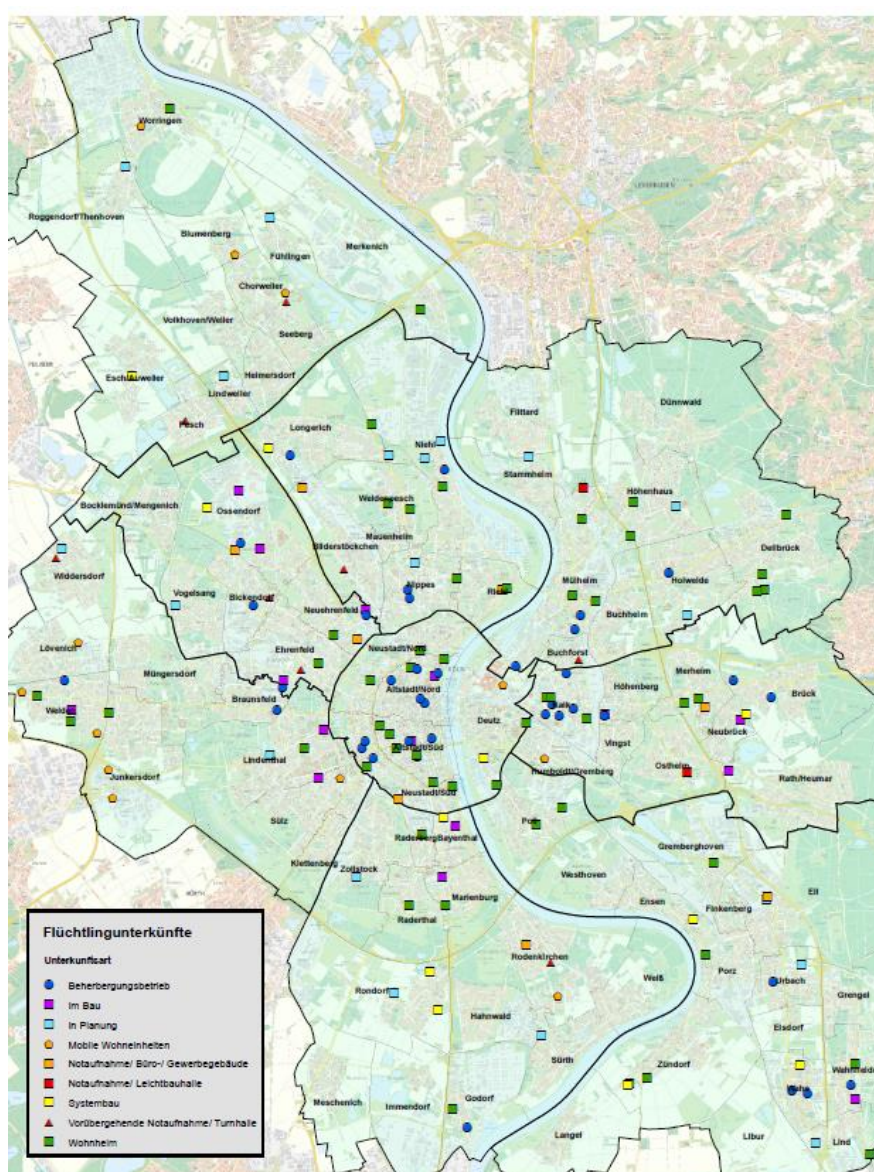 Worringen
Roggendorf/Thenhoven
Blumenberg
Fühlingen
Merkenich
Chorweiler
Volkhoven/Weiler
Seeberg
Heimersdorf
Esch/Auweiler
Lindweiler
Pesch
Flittard
Dünnwald
Longerich
Niehl
Stammheim
Höhenhaus
Bocklemünd/Mengenich
Ossendorf
Weidenpesch
Mauenheim
Bilderstöckchen
Dellbrück
Widdersdorf
Vogelsang
Bickendorf
Nippes
Riehl
Mülheim
Holweide
Neuehrenfeld
Buchheim
Ehrenfeld
Neustadt/Nord
Buchforst
Lövenich
Müngersdorf
Braunsfeld
Altstadt/Nord
Deutz
Kalk
Höhenberg
Merheim
Brück
Weiden
Vingst
Neubrück
Lindenthal
Altstadt/Süd
Humboldt/Gremberg
Ostheim
Rath/Heumar
Junkersdorf
Sülz
Neustadt/Süd
Poll
Raderberg
Bayenthal
Klettenberg
Zollstock
Gremberghoven
Westhoven
Marienburg
Raderthal
Ensen
Finkenberg
Eil
Rodenkirchen
Weiß
Porz
Urbach
Rondorf
Hahnwald
Grengel
Elsdorf
Sürth
Zündorf
Wahnheide
Wahn
Meschenich
Immendorf
Godorf
Langel
Libur
Lind
Flüchtlingunterkünfte
Unterkunftsart
Beherbergungsbetrieb
Im Bau
In Planung
Mobile Wohneinheiten
Notaufnahme/ Büro-/ Gewerbegebäude
Notaufnahme/ Leichtbauhalle
Systembau
Vorübergehende Notaufnahme/ Turnhalle
Wohnheim